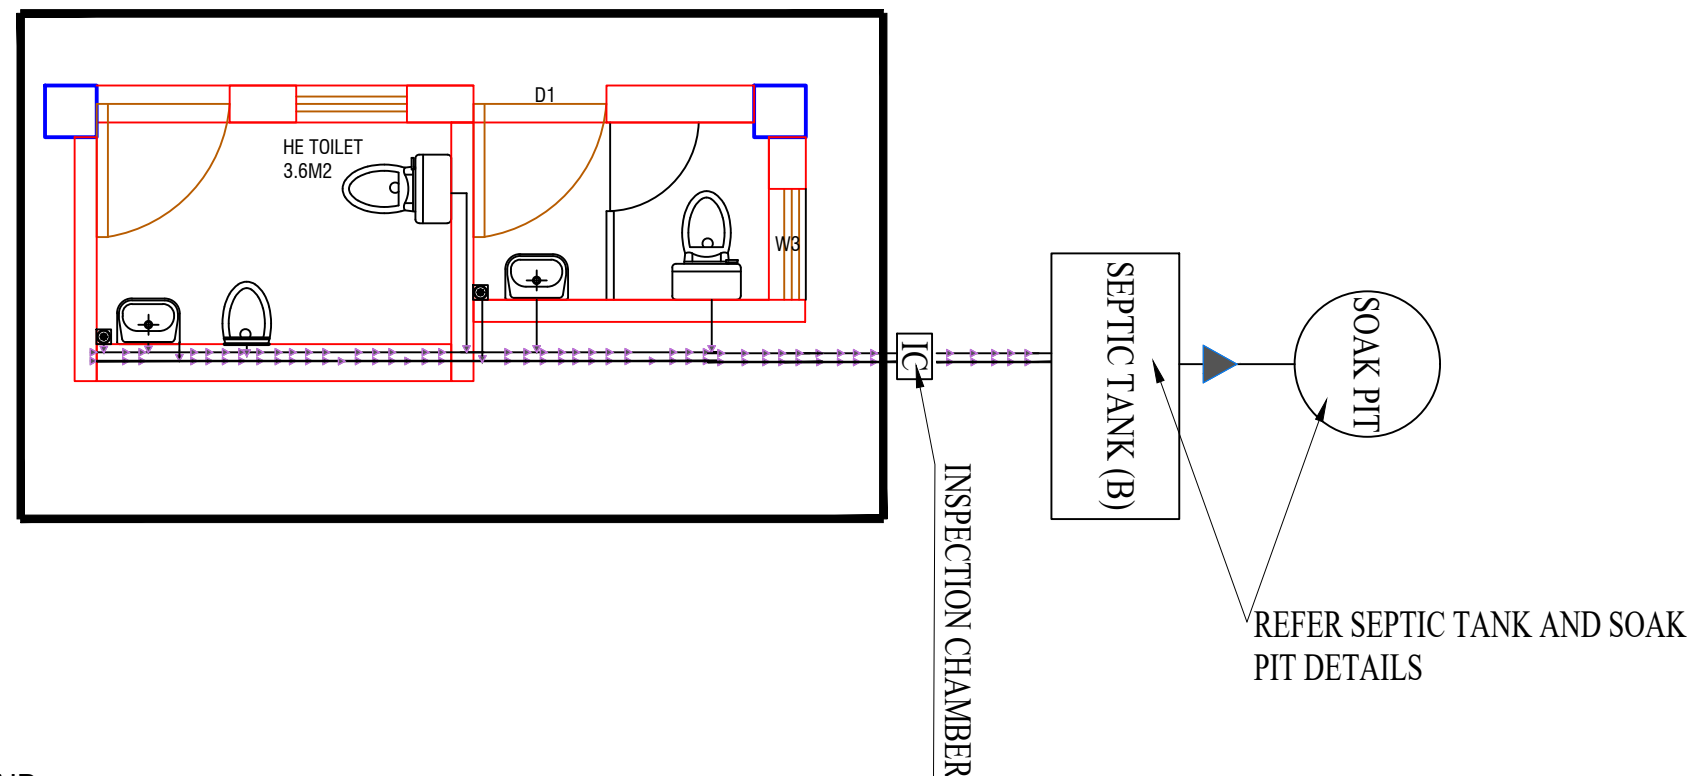 D1
HE TOILET
3.6M2
W3
IC
SEPTIC TANK (B)
SOAK PIT
INSPECTION CHAMBER
REFER SEPTIC TANK AND SOAK
PIT DETAILS